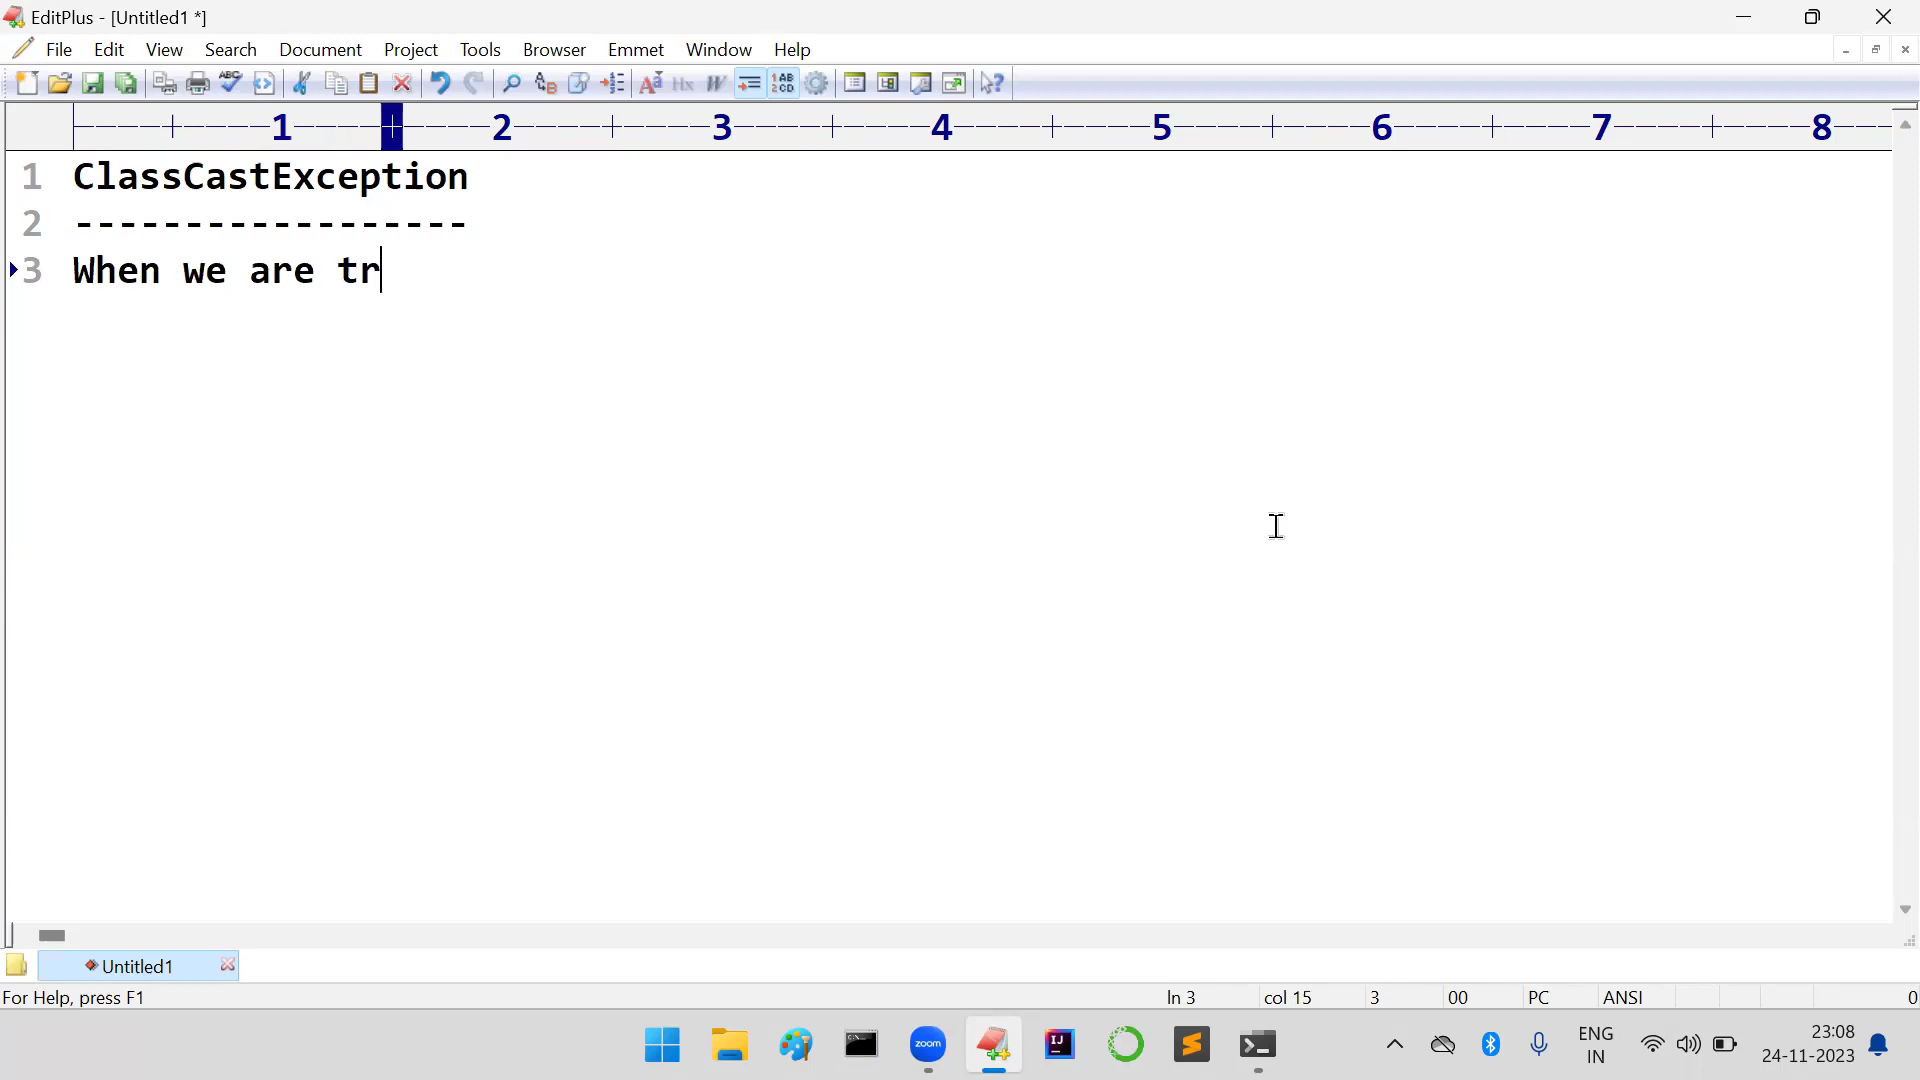 EditPlus - [Untitled1 *]
File Edit View Search Document Project Tools Browser Emmet Window Help
1 2 3 4 5 6 7 8
1 ClassCastException
2 ------------------
3 When we are tr
Untitled1
For Help, press F1 ln 3 col 15 3 00 PC ANSI 0
zoom
IJ
ENG
IN
23:08
24-11-2023